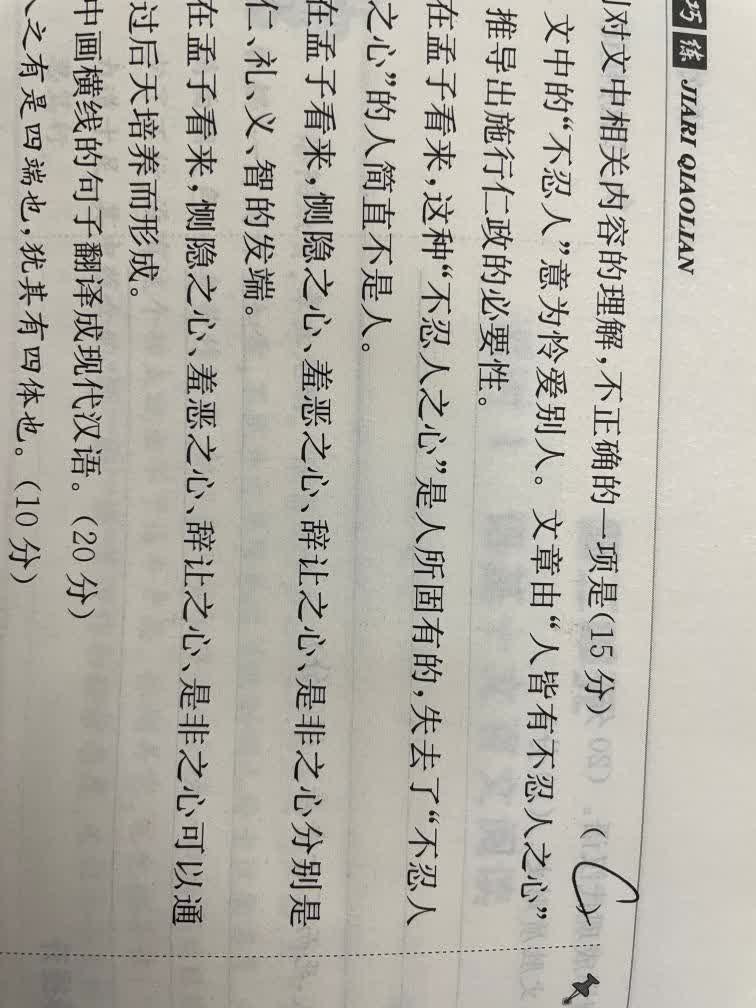 巧练 JIARI QIAOLIAN
对文中相关内容的理解,不正确的一项是(15分) (C)
文中的“不忍人”意为怜爱别人。文章由“人皆有不忍人之心”
推导出施行仁政的必要性。
在孟子看来,这种“不忍人之心”是人所固有的,失去了“不忍人
之心”的人简直不是人。
在孟子看来,恻隐之心、羞恶之心、辞让之心、是非之心分别是
仁、礼、义、智的发端。
在孟子看来,恻隐之心、羞恶之心、辞让之心、是非之心可以通
过后天培养而形成。
中画横线的句子翻译成现代汉语。(20分)
人之有是四端也,犹其有四体也。(10分)